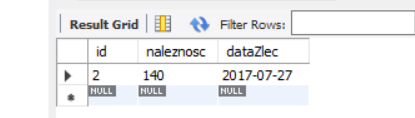 Result Grid Filter Rows:
id naleznosc dataZlec
2 140 2017-07-27
NULL NULL NULL